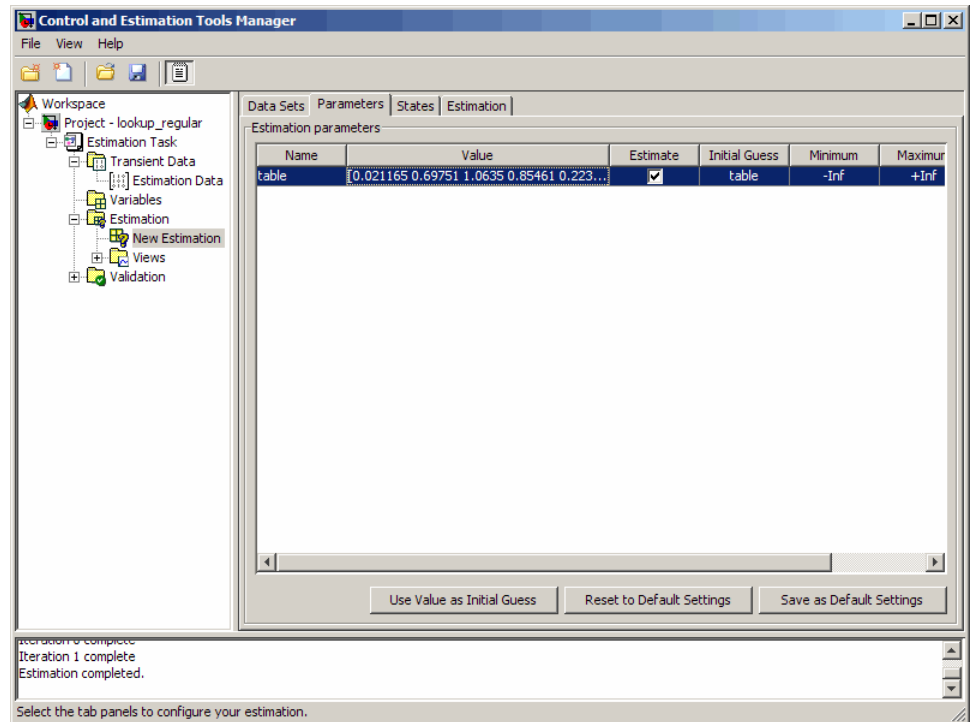 Control and Estimation Tools Manager
File View Help
Workspace
Project - lookup_regular
Estimation Task
Transient Data
Estimation Data
Variables
Estimation
New Estimation
Views
Validation
Data Sets Parameters States Estimation
Estimation parameters
Name Value Estimate Initial Guess Minimum Maximur
table [0.021165 0.69751 1.0635 0.85461 0.223... table -Inf +Inf
Use Value as Initial Guess Reset to Default Settings Save as Default Settings
Iteration 0 complete
Iteration 1 complete
Estimation completed.
Select the tab panels to configure your estimation.